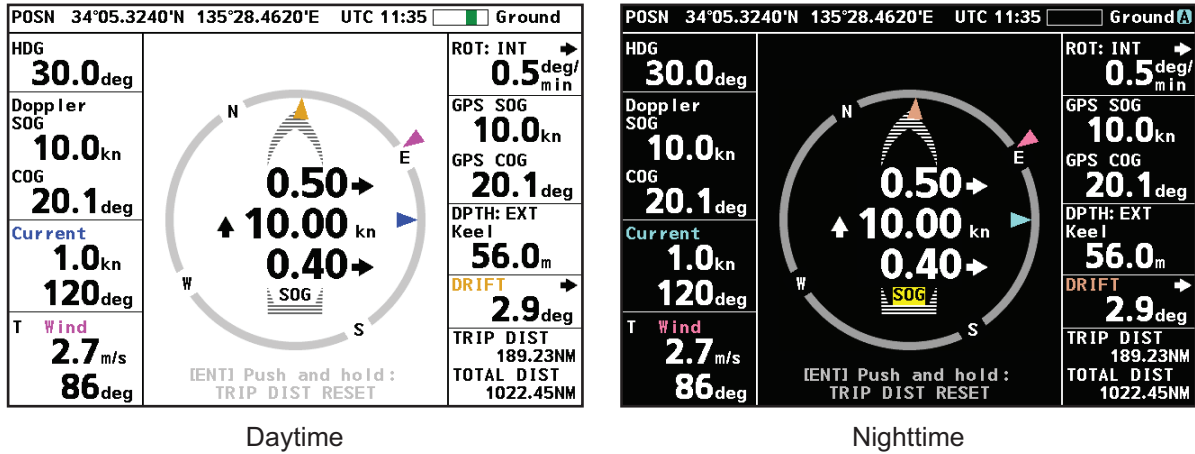 POSN 34°05.3240'N 135°28.4620'E UTC 11:35 Ground
HDG
30.0deg
Doppler
SOG
10.0kn
COG
20.1deg
Current
1.0kn
120deg
T Wind
2.7m/s
86deg
N
E
W
S
0.50
10.00 kn
0.40
SOG
[ENT] Push and hold:
TRIP DIST RESET
ROT: INT
0.5deg/min
GPS SOG
10.0kn
GPS COG
20.1deg
DPTH: EXT
Keel
56.0m
DRIFT
2.9deg
TRIP DIST
189.23NM
TOTAL DIST
1022.45NM
Daytime
POSN 34°05.3240'N 135°28.4620'E UTC 11:35 Ground A
HDG
30.0deg
Doppler
SOG
10.0kn
COG
20.1deg
Current
1.0kn
120deg
T Wind
2.7m/s
86deg
N
E
W
S
0.50
10.00 kn
0.40
SOG
[ENT] Push and hold:
TRIP DIST RESET
ROT: INT
0.5deg/min
GPS SOG
10.0kn
GPS COG
20.1deg
DPTH: EXT
Keel
56.0m
DRIFT
2.9deg
TRIP DIST
189.23NM
TOTAL DIST
1022.45NM
Nighttime